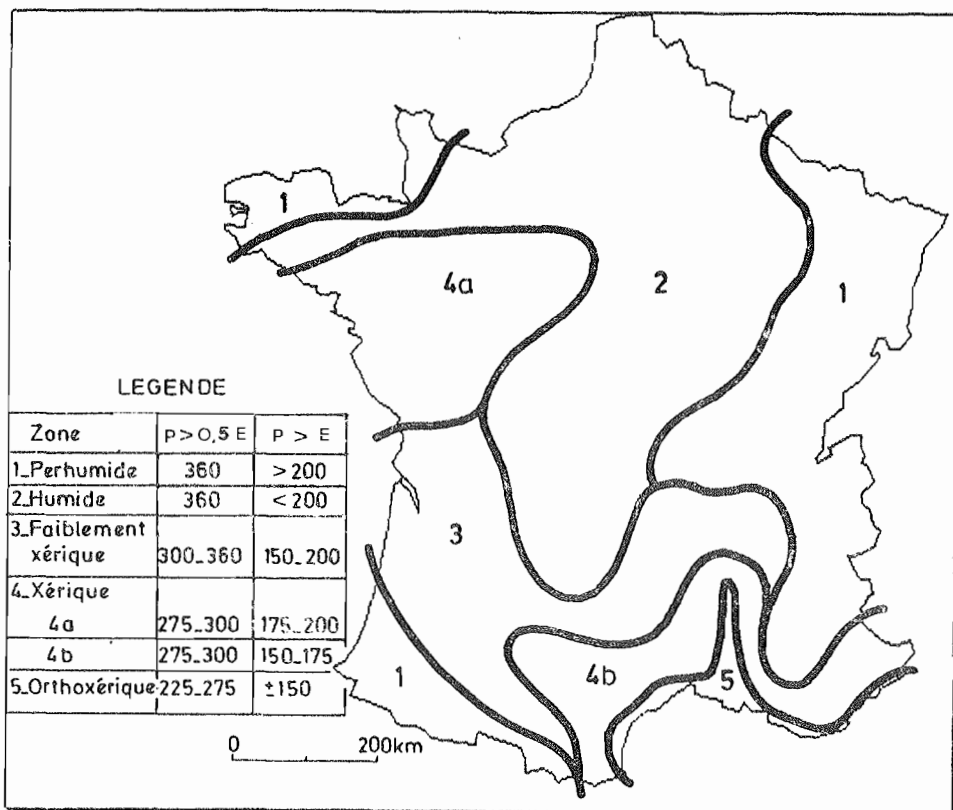 1
4a
2
1
LEGENDE
Zone P>0,5 E P > E
1_Perhumide 360 >200
2_Humide 360 <200
3_Faiblement
xérique 300_360 150_200
4_Xérique
4a 275_300 175_200
4b 275_300 150_175
5_Orthoxérique 225_275 ±150
3
1
4b
5
0 200km